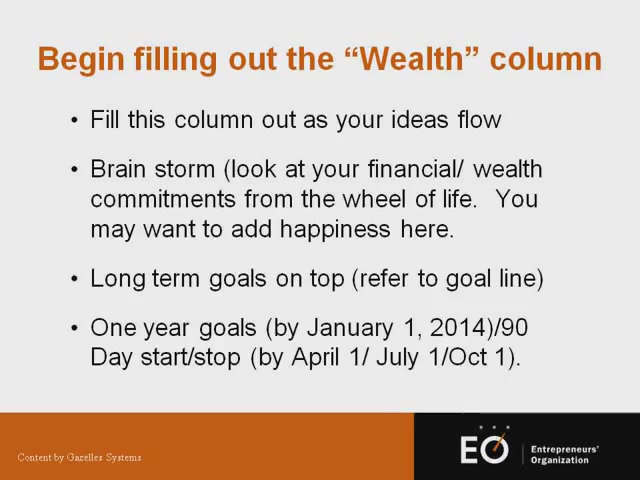 Begin filling out the “Wealth” column
• Fill this column out as your ideas flow
• Brain storm (look at your financial/ wealth
commitments from the wheel of life. You
may want to add happiness here.
• Long term goals on top (refer to goal line)
• One year goals (by January 1, 2014)/90
Day start/stop (by April 1/ July 1/Oct 1).
Content by Gazelles Systems
EO
Entrepreneurs'
Organization